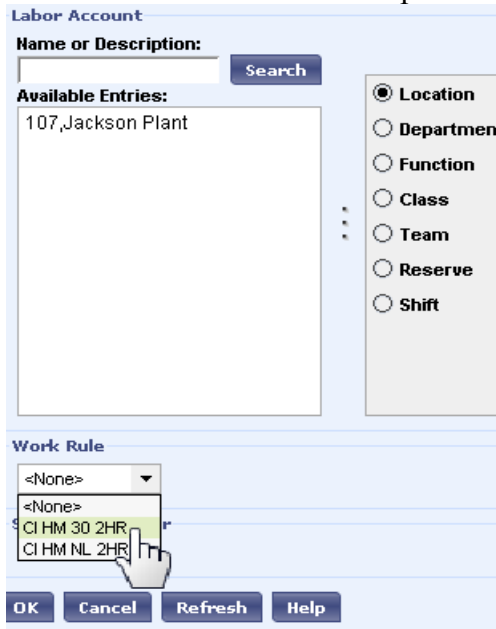 Labor Account
Name or Description:
Search
Available Entries:
107,Jackson Plant
Location
Departmen
Function
Class
Team
Reserve
Shift
Work Rule
<None>
<None>
CI HM 30 2HR
CI HM NL 2HR
OK Cancel Refresh Help